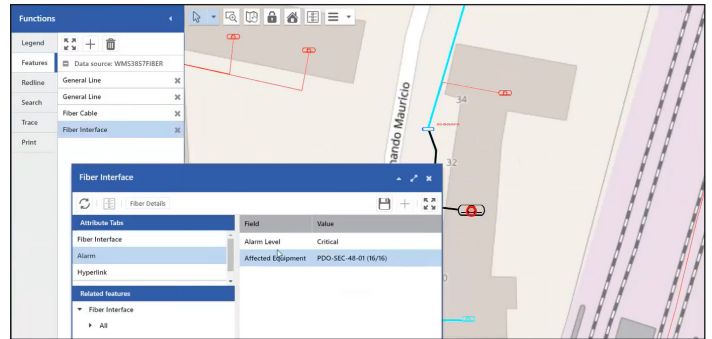 Functions
Legend
Features
Redline
Search
Trace
Print
Data source: WMS3857FIBER
General Line
General Line
Fiber Cable
Fiber Interface
nando Maurício
34
32
Fiber Interface
Fiber Details
Attribute Tabs
Fiber Interface
Alarm
Hyperlink
Related features
Fiber Interface
All
Field Value
Alarm Level Critical
Affected Equipment PDO-SEC-48-01 (16/16)